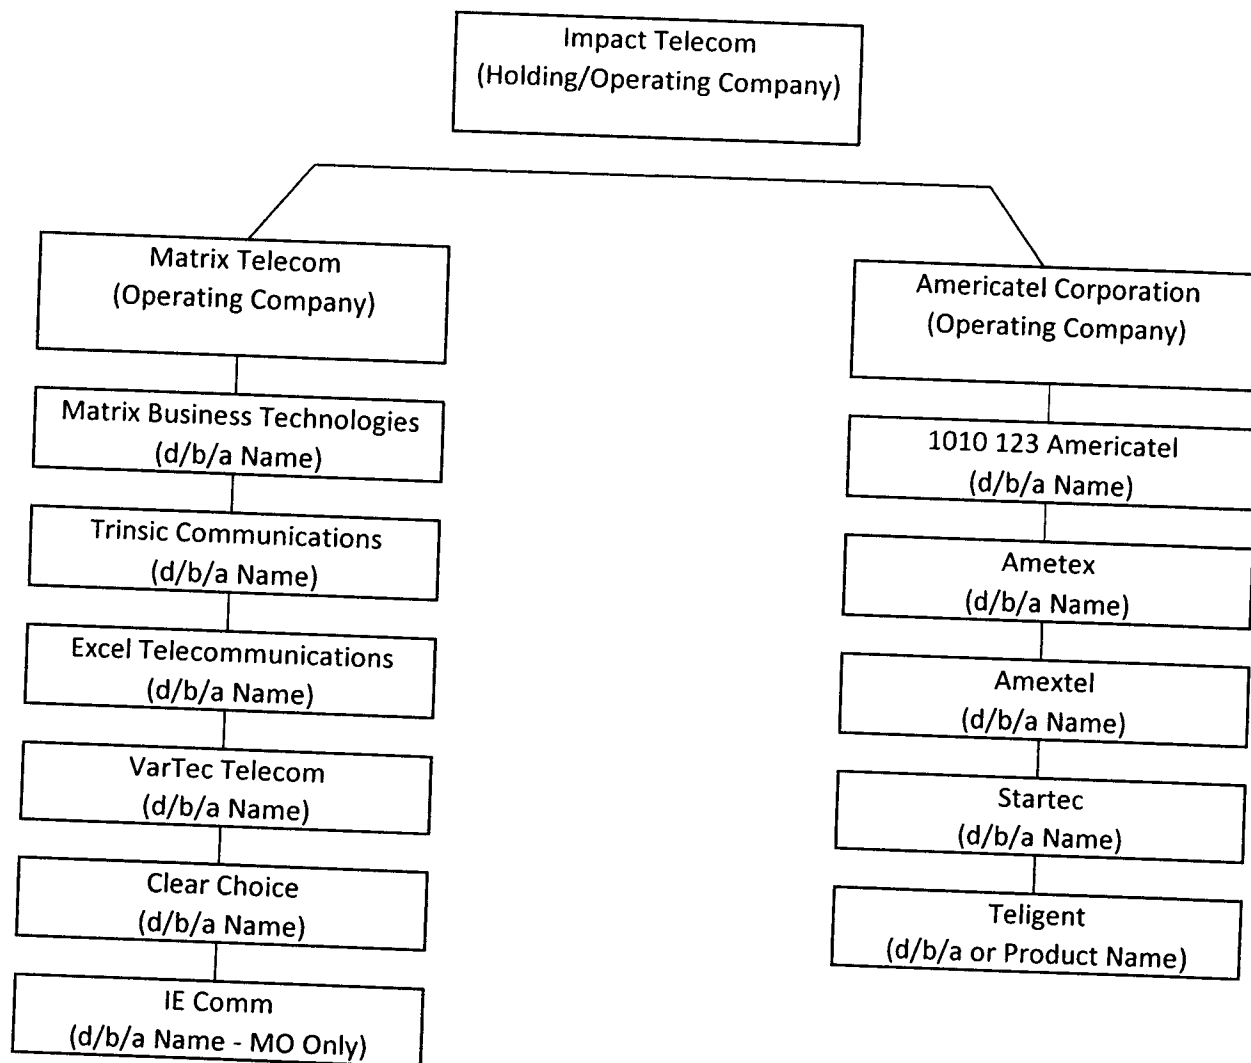 Impact Telecom
(Holding/Operating Company)
Matrix Telecom
(Operating Company)
Matrix Business Technologies
(d/b/a Name)
Trinsic Communications
(d/b/a Name)
Excel Telecommunications
(d/b/a Name)
VarTec Telecom
(d/b/a Name)
Clear Choice
(d/b/a Name)
IE Comm
(d/b/a Name - MO Only)
Americatel Corporation
(Operating Company)
1010 123 Americatel
(d/b/a Name)
Ametex
(d/b/a Name)
Amextel
(d/b/a Name)
Startec
(d/b/a Name)
Teligent
(d/b/a or Product Name)